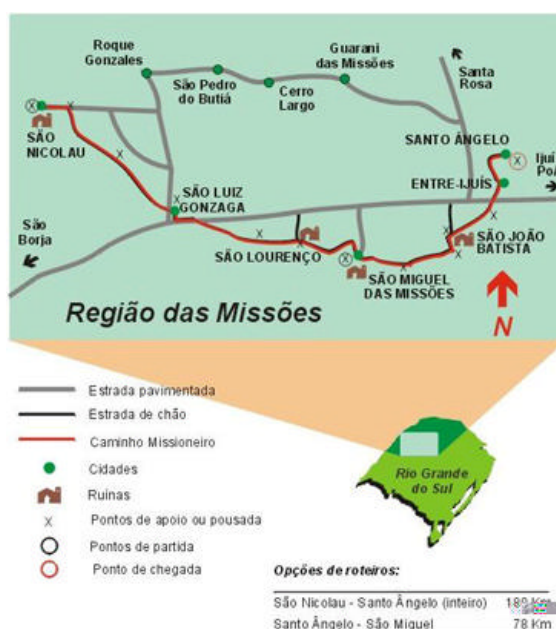 Roque
Gonzales
São Pedro
do Butiá
Cerro
Largo
Guarani
das Missões
Santa
Rosa
SÃO
NICOLAU
SANTO ÂNGELO
Ijuí
ENTRE-IJUÍS
SÃO LUIZ
GONZAGA
São
Borja
SÃO LOURENÇO
SÃO MIGUEL
DAS MISSÕES
SÃO JOÃO
BATISTA
Região das Missões
N
Estrada pavimentada
Estrada de chão
Caminho Missioneiro
Cidades
Ruínas
X Pontos de apoio ou pousada
Pontos de partida
Ponto de chegada
Rio Grande
do Sul
Opções de roteiros:
São Nicolau - Santo Ângelo (inteiro)
Santo Ângelo - São Miguel 78 Km